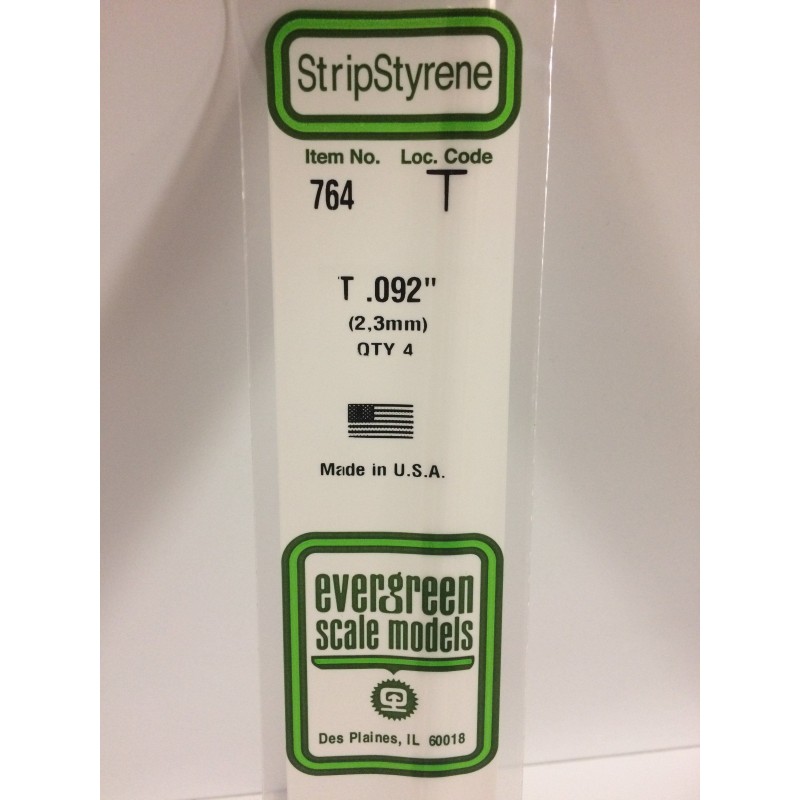 StripStyrene
Item No. Loc. Code
764 T
T .092"
(2,3mm)
QTY 4
Made in U.S.A.
evergreen
scale models
Des Plaines, IL 60018